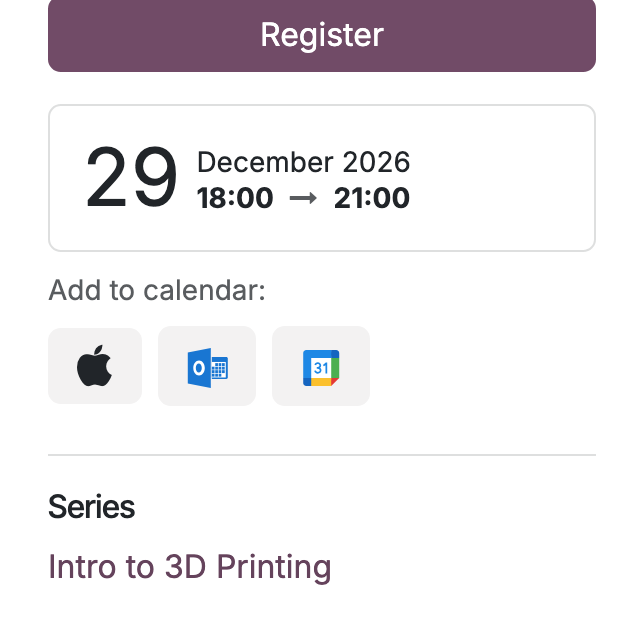 Register
29
December 2026
18:00 → 21:00
Add to calendar:
31
Series
Intro to 3D Printing